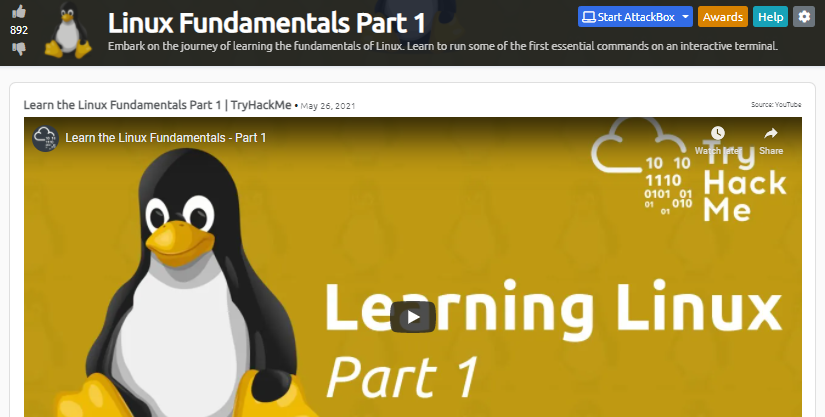 Linux Fundamentals Part 1
Start AttackBox
Awards
Help
892
Embark on the journey of learning the fundamentals of Linux. Learn to run some of the first essential commands on an interactive terminal.
Learn the Linux Fundamentals Part 1 | TryHackMe • May 26, 2021
Source: YouTube
Learn the Linux Fundamentals - Part 1
Watch later
Share
Try
Hack
Me
10 10
1110
0101 01
01 010
01
Learning Linux
Part 1